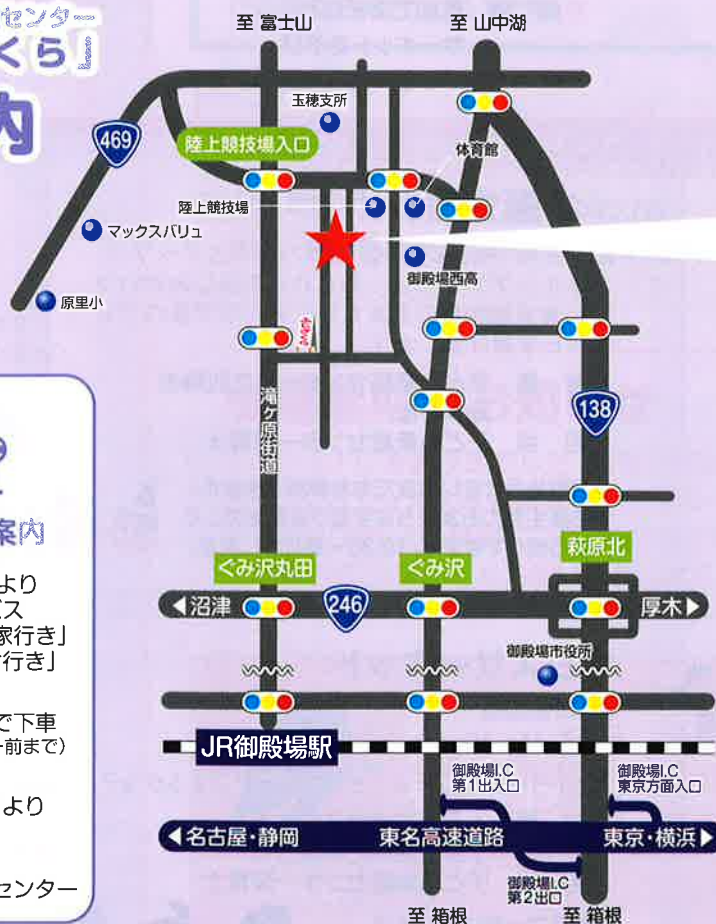 センター
くら」
内
至 富士山
至 山中湖
玉穂支所
469
陸上競技場入口
体育館
陸上競技場
マックスバリュ
御殿場西高
原里小
滝ケ原街道
138
案内
より
バス
家行き」
行き」
で下車
前まで)
より
センター
萩原北
ぐみ沢丸田
ぐみ沢
沼津
246
厚木
御殿場市役所
JR御殿場駅
御殿場I.C
第1出入口
御殿場I.C
東京方面入口
名古屋・静岡
東名高速道路
東京・横浜
御殿場I.C
第2出口
至 箱根
至 箱根